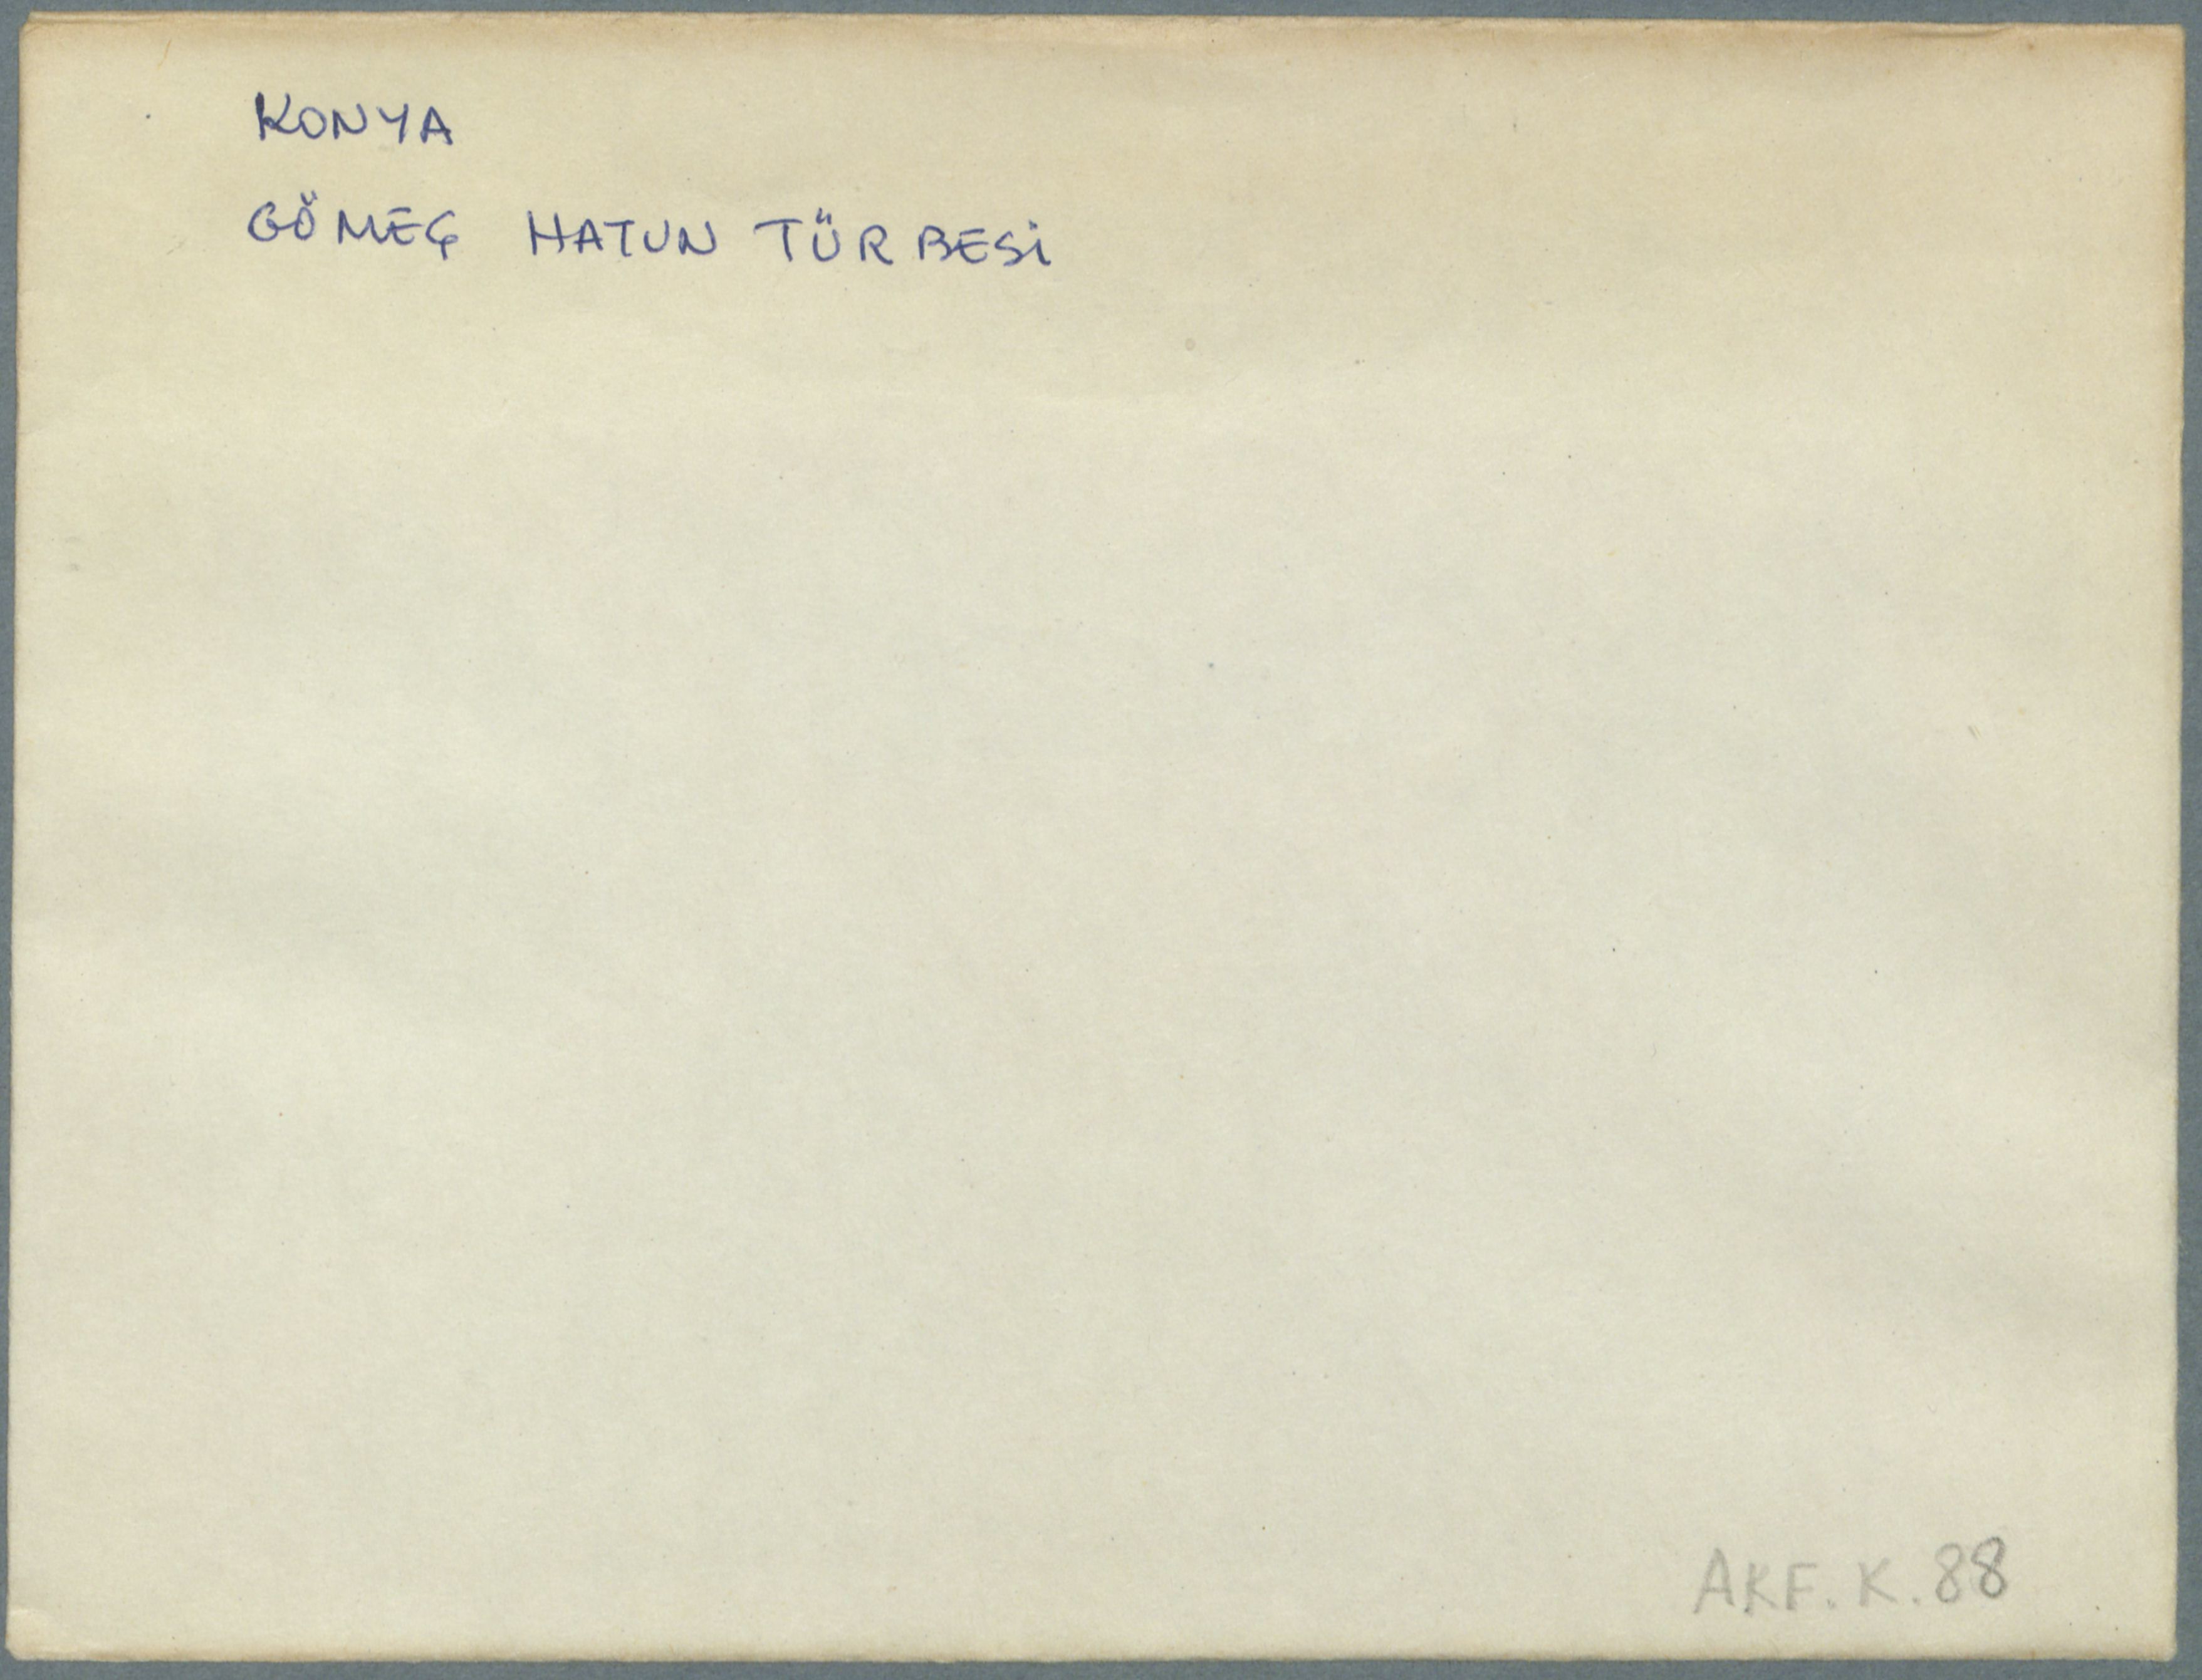 KONYA
GÖMEÇ HATUN TÜRBESİ
AKF. K. 88